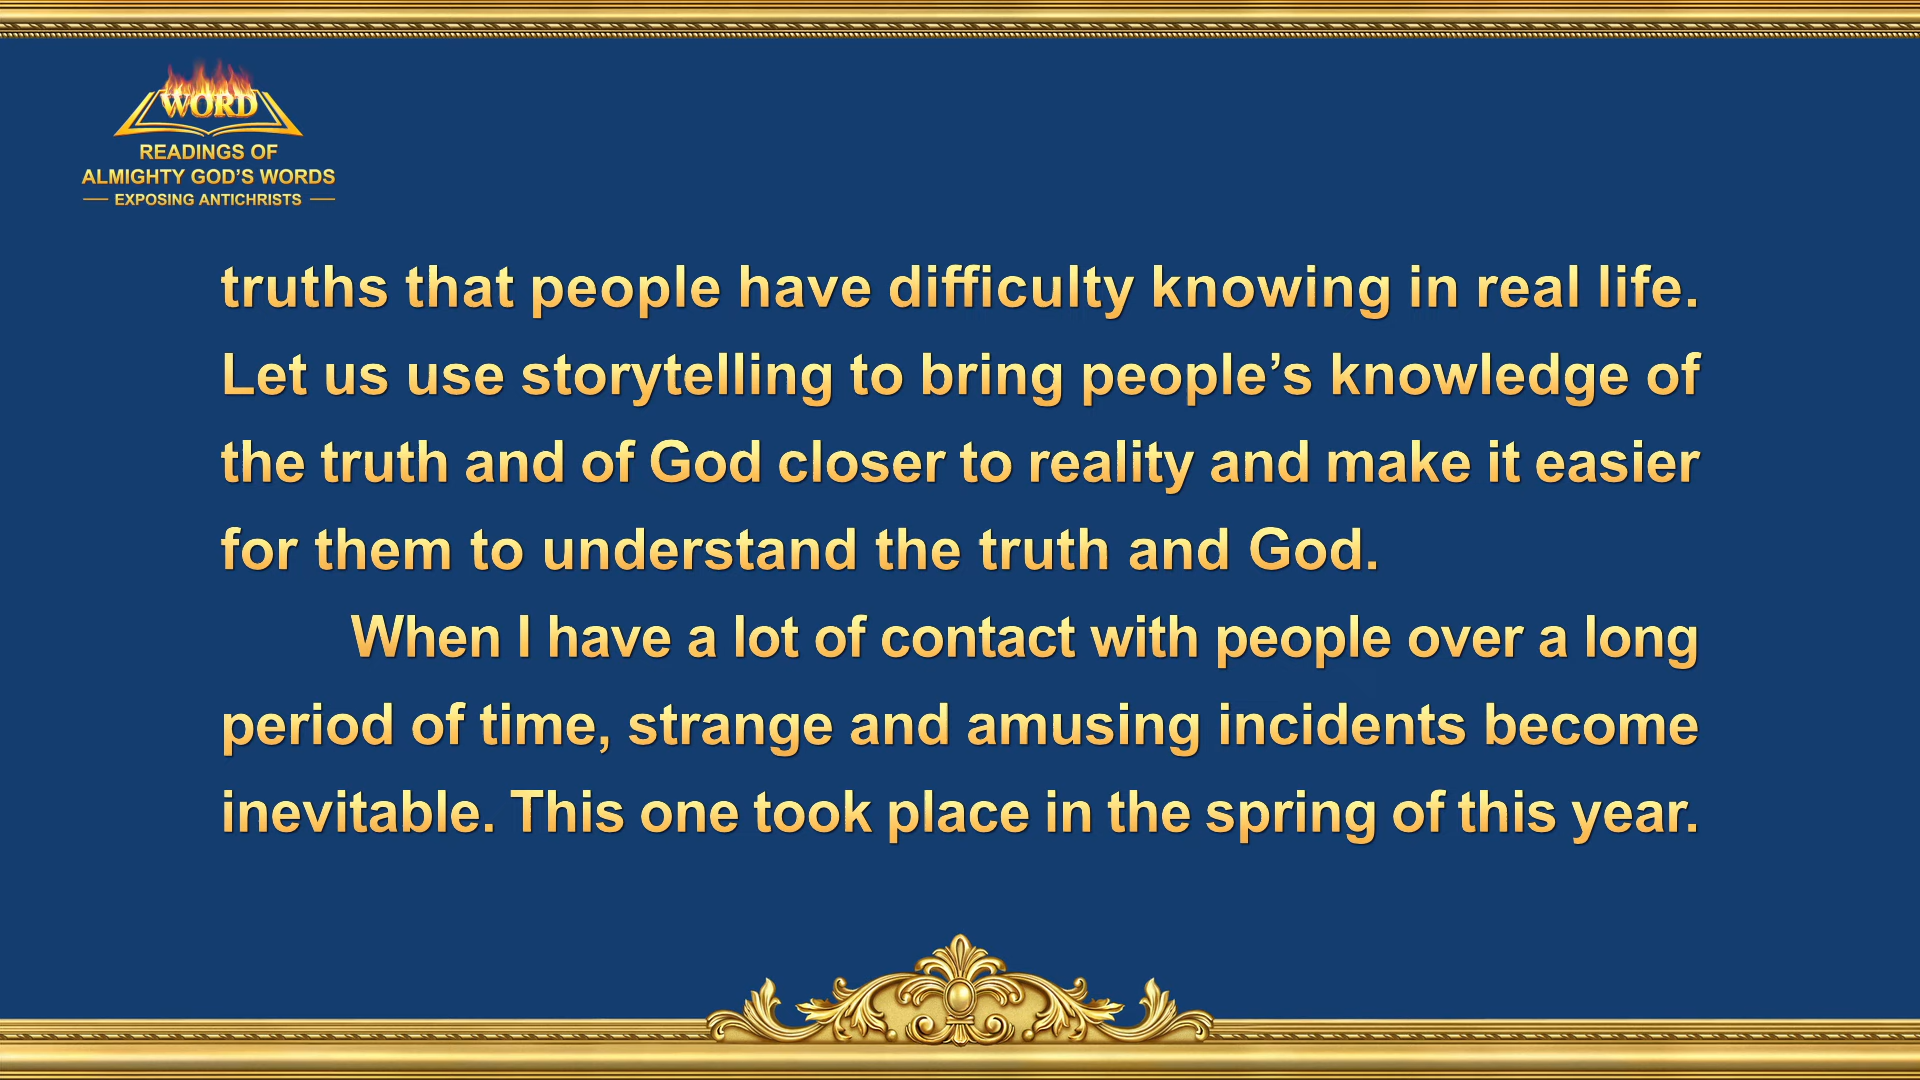 WORD
READINGS OF
ALMIGHTY GOD’S WORDS
EXPOSING ANTICHRISTS
truths that people have difficulty knowing in real life.
Let us use storytelling to bring people’s knowledge of
the truth and of God closer to reality and make it easier
for them to understand the truth and God.
When I have a lot of contact with people over a long
period of time, strange and amusing incidents become
inevitable. This one took place in the spring of this year.